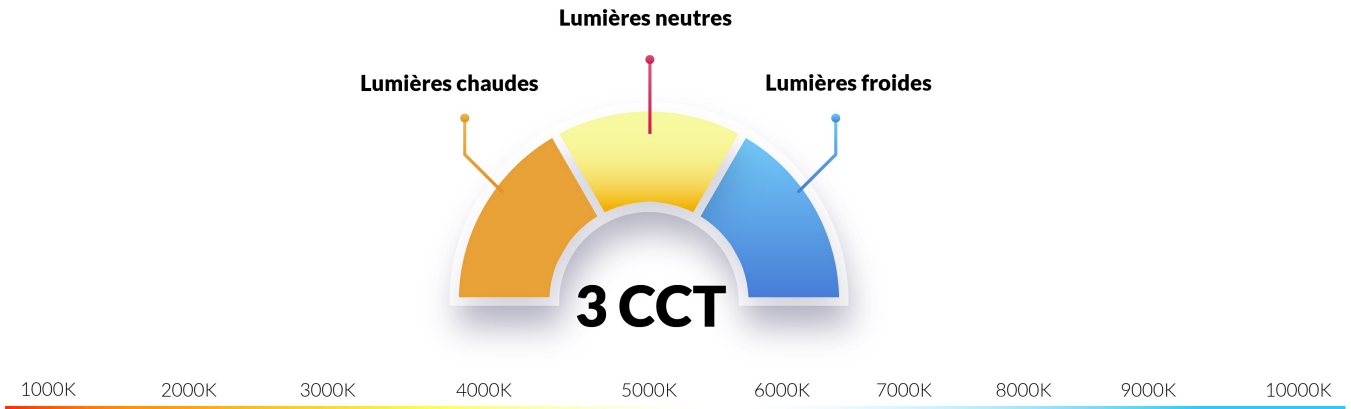 Lumières neutres
Lumières chaudes
Lumières froides
3 CCT
1000K 2000K 3000K 4000K 5000K 6000K 7000K 8000K 9000K 10000K